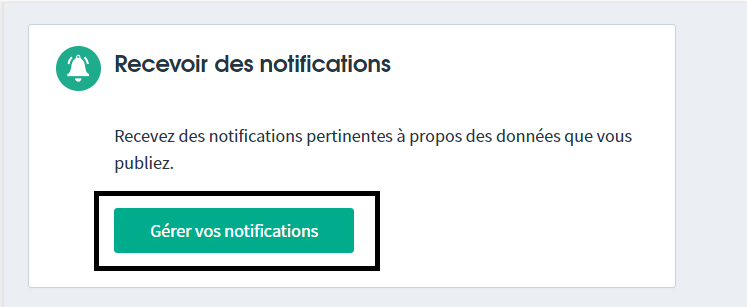 Recevoir des notifications
Recevez des notifications pertinentes à propos des données que vous
publiez.
Gérer vos notifications